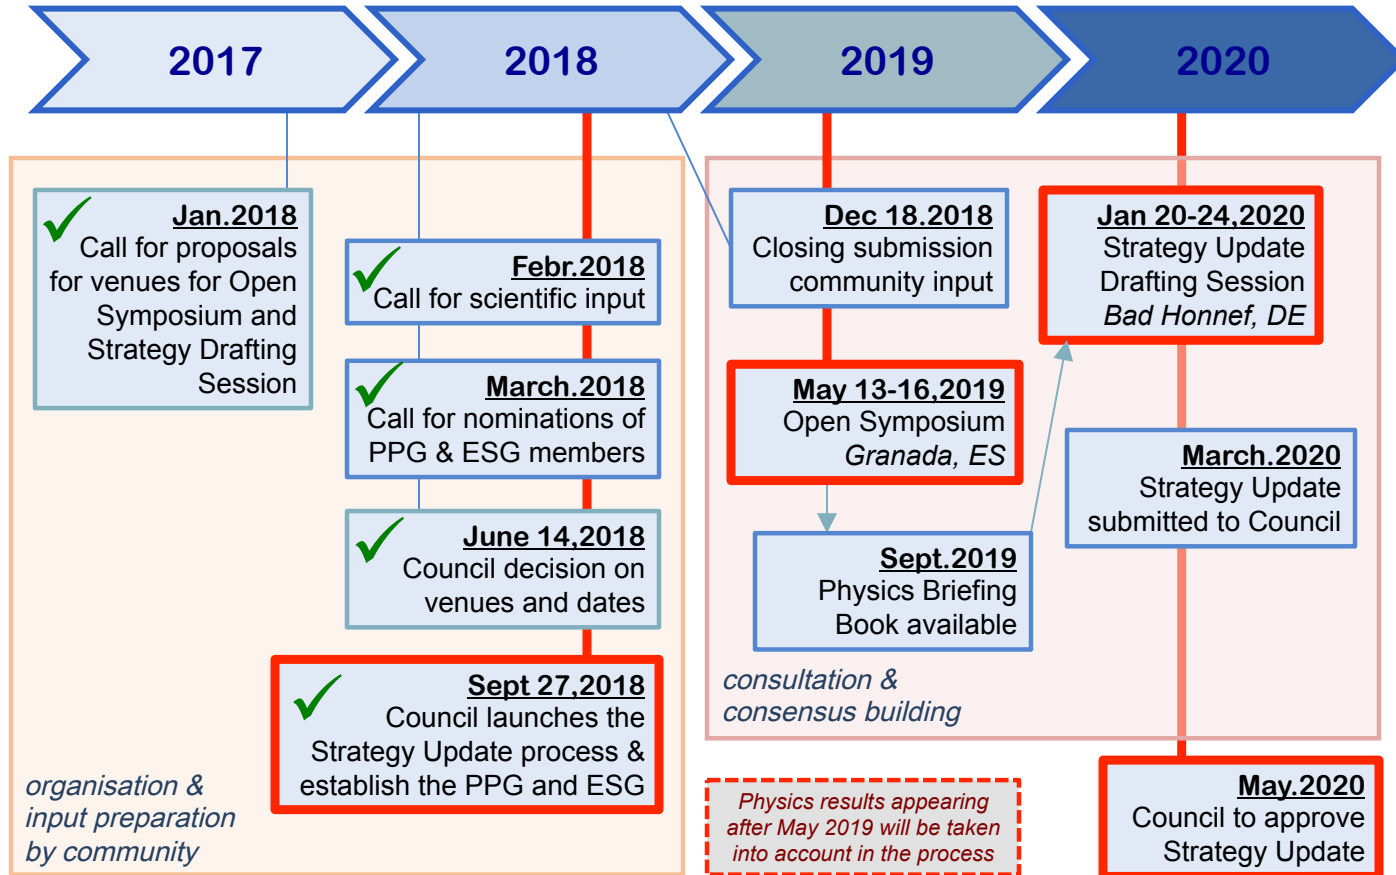 2017
2018
2019
2020
Jan.2018
Call for proposals
for venues for Open
Symposium and
Strategy Drafting
Session
Febr.2018
Call for scientific input
March.2018
Call for nominations of
PPG & ESG members
June 14,2018
Council decision on
venues and dates
Sept 27,2018
Council launches the
Strategy Update process &
establish the PPG and ESG
organisation &
input preparation
by community
Dec 18.2018
Closing submission
community input
May 13-16,2019
Open Symposium
Granada, ES
Sept.2019
Physics Briefing
Book available
consultation &
consensus building
Physics results appearing
after May 2019 will be taken
into account in the process
Jan 20-24,2020
Strategy Update
Drafting Session
Bad Honnef, DE
March.2020
Strategy Update
submitted to Council
May.2020
Council to approve
Strategy Update